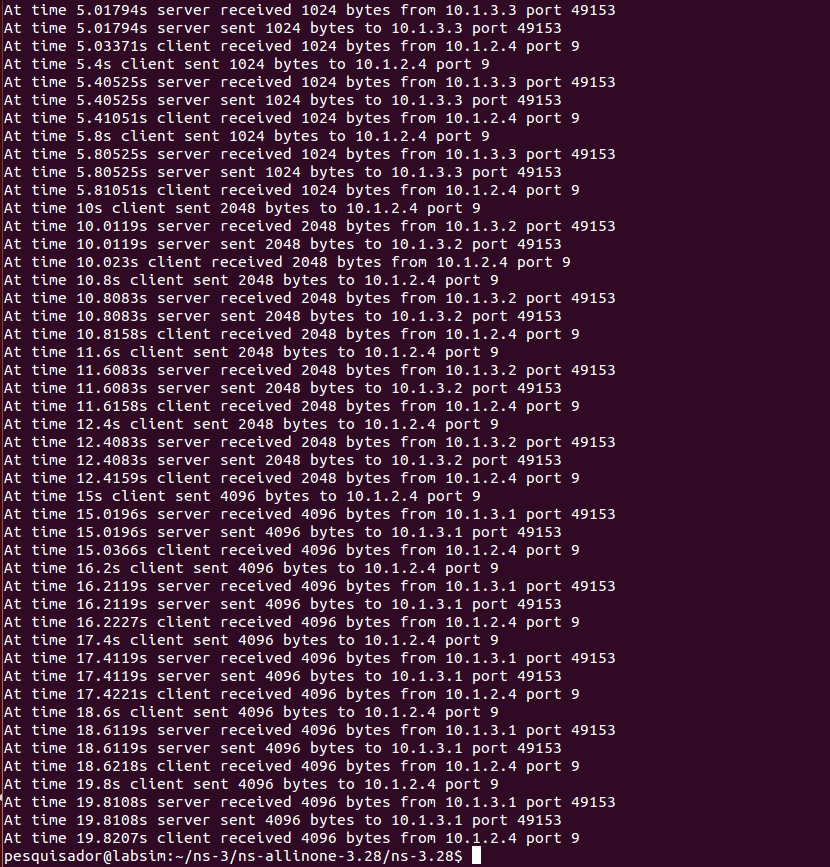 At time 5.01794s server received 1024 bytes from 10.1.3.3 port 49153
At time 5.01794s server sent 1024 bytes to 10.1.3.3 port 49153
At time 5.03371s client received 1024 bytes from 10.1.2.4 port 9
At time 5.4s client sent 1024 bytes to 10.1.2.4 port 9
At time 5.40525s server received 1024 bytes from 10.1.3.3 port 49153
At time 5.40525s server sent 1024 bytes to 10.1.3.3 port 49153
At time 5.41051s client received 1024 bytes from 10.1.2.4 port 9
At time 5.8s client sent 1024 bytes to 10.1.2.4 port 9
At time 5.80525s server received 1024 bytes from 10.1.3.3 port 49153
At time 5.80525s server sent 1024 bytes to 10.1.3.3 port 49153
At time 5.81051s client received 1024 bytes from 10.1.2.4 port 9
At time 10s client sent 2048 bytes to 10.1.2.4 port 9
At time 10.0119s server received 2048 bytes from 10.1.3.2 port 49153
At time 10.0119s server sent 2048 bytes to 10.1.3.2 port 49153
At time 10.023s client received 2048 bytes from 10.1.2.4 port 9
At time 10.8s client sent 2048 bytes to 10.1.2.4 port 9
At time 10.8083s server received 2048 bytes from 10.1.3.2 port 49153
At time 10.8083s server sent 2048 bytes to 10.1.3.2 port 49153
At time 10.8158s client received 2048 bytes from 10.1.2.4 port 9
At time 11.6s client sent 2048 bytes to 10.1.2.4 port 9
At time 11.6083s server received 2048 bytes from 10.1.3.2 port 49153
At time 11.6083s server sent 2048 bytes to 10.1.3.2 port 49153
At time 11.6158s client received 2048 bytes from 10.1.2.4 port 9
At time 12.4s client sent 2048 bytes to 10.1.2.4 port 9
At time 12.4083s server received 2048 bytes from 10.1.3.2 port 49153
At time 12.4083s server sent 2048 bytes to 10.1.3.2 port 49153
At time 12.4159s client received 2048 bytes from 10.1.2.4 port 9
At time 15s client sent 4096 bytes to 10.1.2.4 port 9
At time 15.0196s server received 4096 bytes from 10.1.3.1 port 49153
At time 15.0196s server sent 4096 bytes to 10.1.3.1 port 49153
At time 15.0366s client received 4096 bytes from 10.1.2.4 port 9
At time 16.2s client sent 4096 bytes to 10.1.2.4 port 9
At time 16.2119s server received 4096 bytes from 10.1.3.1 port 49153
At time 16.2119s server sent 4096 bytes to 10.1.3.1 port 49153
At time 16.2227s client received 4096 bytes from 10.1.2.4 port 9
At time 17.4s client sent 4096 bytes to 10.1.2.4 port 9
At time 17.4119s server received 4096 bytes from 10.1.3.1 port 49153
At time 17.4119s server sent 4096 bytes to 10.1.3.1 port 49153
At time 17.4221s client received 4096 bytes from 10.1.2.4 port 9
At time 18.6s client sent 4096 bytes to 10.1.2.4 port 9
At time 18.6119s server received 4096 bytes from 10.1.3.1 port 49153
At time 18.6119s server sent 4096 bytes to 10.1.3.1 port 49153
At time 18.6218s client received 4096 bytes from 10.1.2.4 port 9
At time 19.8s client sent 4096 bytes to 10.1.2.4 port 9
At time 19.8108s server received 4096 bytes from 10.1.3.1 port 49153
At time 19.8108s server sent 4096 bytes to 10.1.3.1 port 49153
At time 19.8207s client received 4096 bytes from 10.1.2.4 port 9
pesquisador@labsim:~/ns-3/ns-allinone-3.28/ns-3.28$